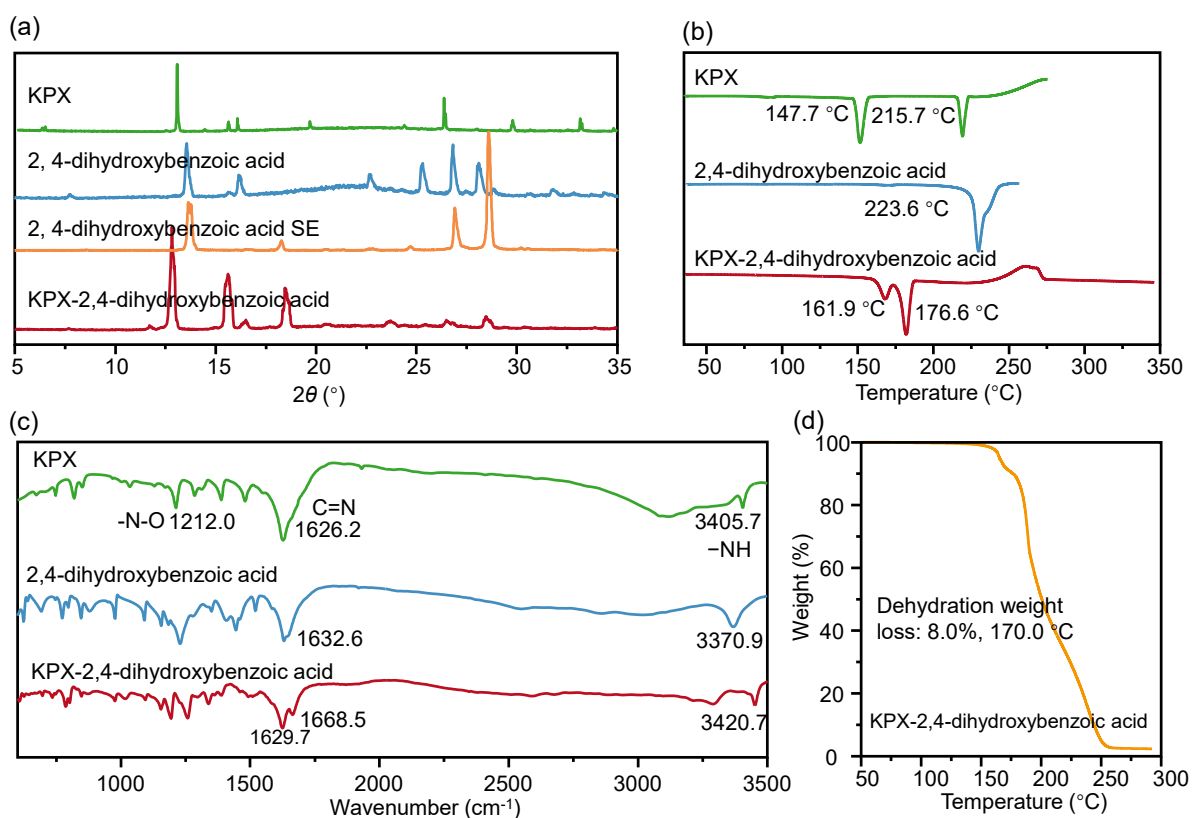 (a)
KPX
2, 4-dihydroxybenzoic acid
2, 4-dihydroxybenzoic acid SE
KPX-2,4-dihydroxybenzoic acid
5 10 15 20 25 30 35
2θ (°)
(b)
KPX
147.7 °C 215.7 °C
2,4-dihydroxybenzoic acid
223.6 °C
KPX-2,4-dihydroxybenzoic acid
161.9 °C 176.6 °C
50 100 150 200 250 300 350
Temperature (°C)
(c)
KPX
-N-O 1212.0
C=N
1626.2
3405.7
−NH
2,4-dihydroxybenzoic acid
1632.6
3370.9
KPX-2,4-dihydroxybenzoic acid
1668.5
1629.7
3420.7
1000 1500 2000 2500 3000 3500
Wavenumber (cm-1)
(d)
100
80
60
40
20
0
Weight (%)
Dehydration weight
loss: 8.0%, 170.0 °C
KPX-2,4-dihydroxybenzoic acid
50 100 150 200 250 300
Temperature (°C)